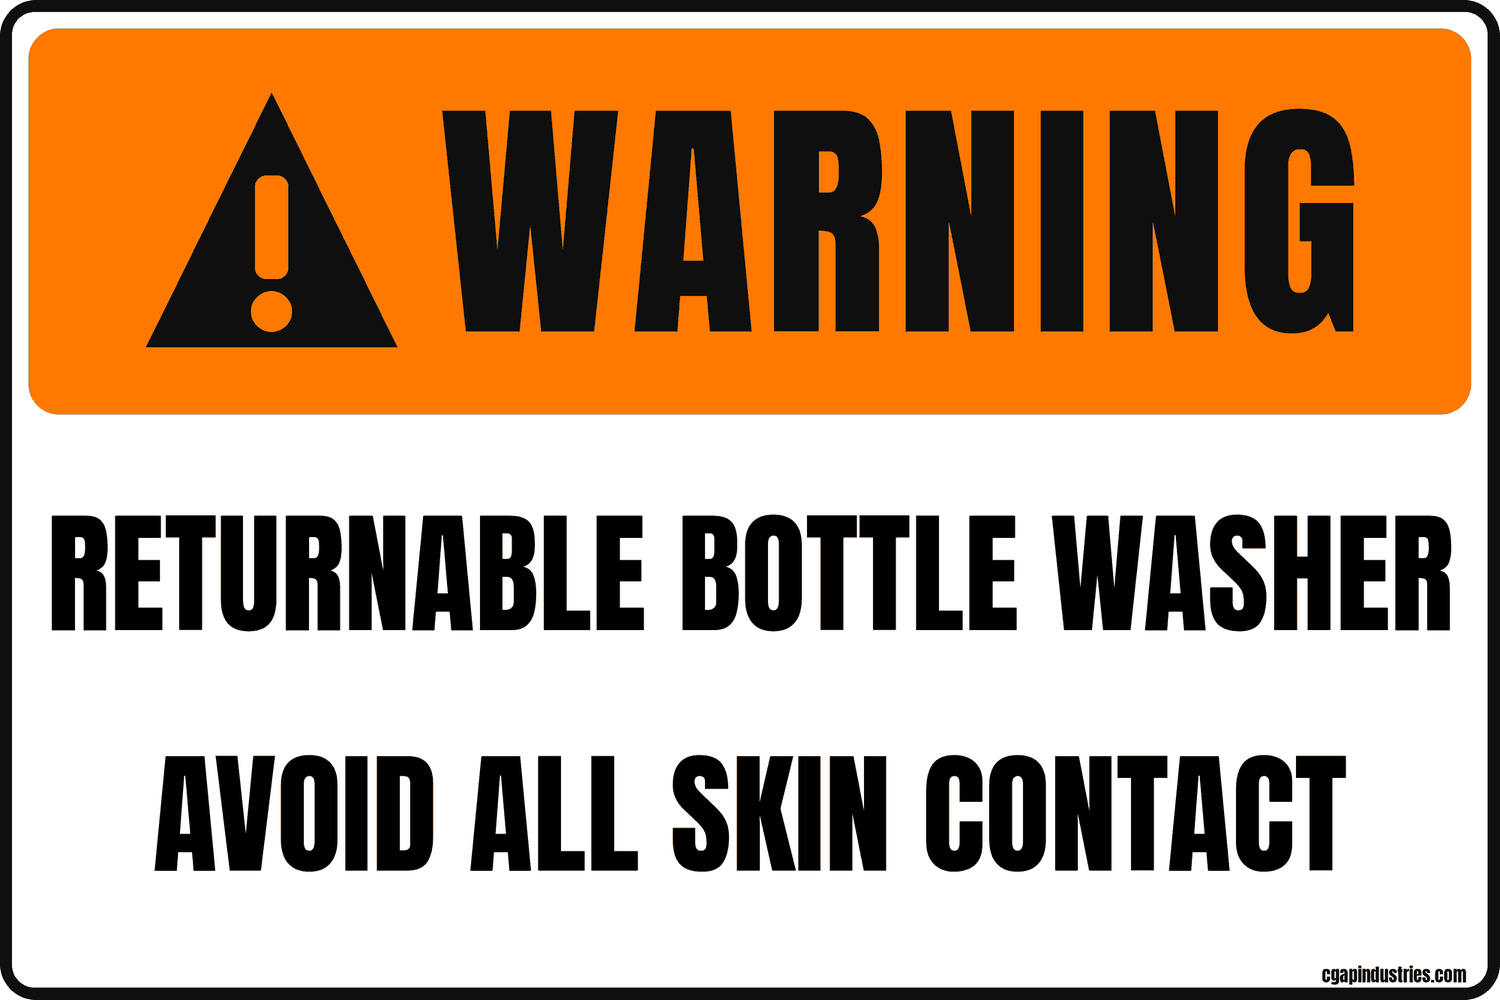 WARNING
RETURNABLE BOTTLE WASHER
AVOID ALL SKIN CONTACT
cgapindustries.com